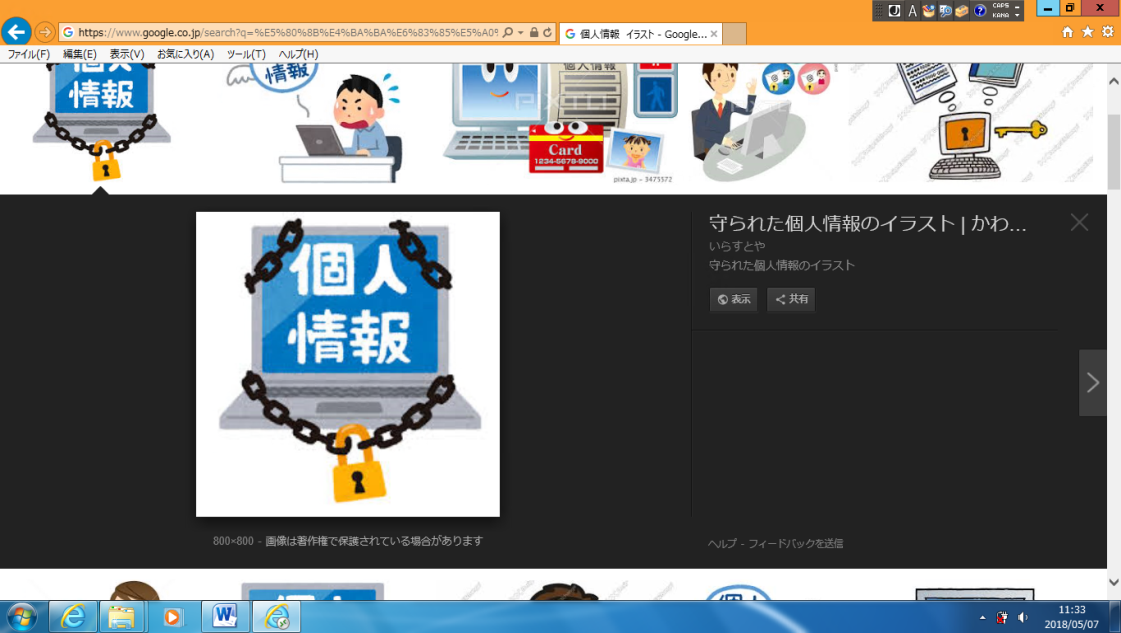 A
CAPS
KANA
https://www.google.co.jp/search?q=%E5%80%8B%E4%BA%BA%E6%83%85%E5%A0%
個人情報 イラスト - Google...
ファイル(F) 編集(E) 表示(V) お気に入り(A) ツール(T) ヘルプ(H)
情報
情報
個人情報
PIXTA
Card
1234-5678-9000
pixta.jp - 3475572
個人
情報
守られた個人情報のイラスト | かわ...
いらすとや
守られた個人情報のイラスト
表示
共有
800×800 - 画像は著作権で保護されている場合があります
ヘルプ - フィードバックを送信
個人
11:33
2018/05/07